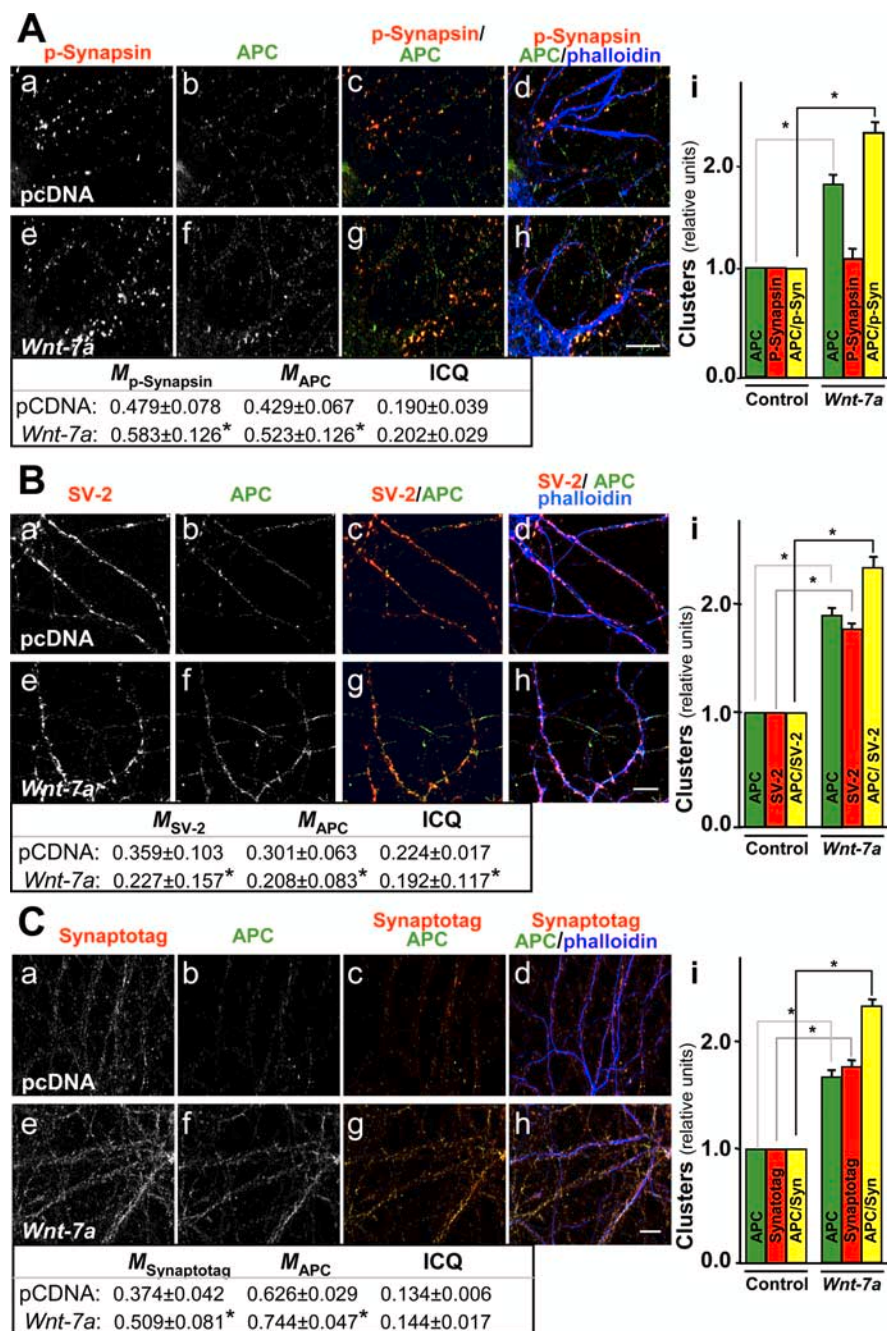 A
p-Synapsin APC p-Synapsin/ APC p-Synapsin APC/phalloidin
a b c d i
pcDNA
e f g h
Wnt-7a
Clusters (relative units)
2.0
1.0
0.0
* *
APC P-Synapsin APC/p-Syn APC P-Synapsin APC/p-Syn
Control Wnt-7a
Mp-Synapsin MAPC ICQ
pCDNA: 0.479±0.078 0.429±0.067 0.190±0.039
Wnt-7a: 0.583±0.126* 0.523±0.126* 0.202±0.029
B
SV-2 APC SV-2/APC SV-2/ APC phalloidin
a b c d i
pcDNA
e f g h
Wnt-7a
Clusters (relative units)
2.0
1.0
0.0
* * *
APC SV-2 APC/SV-2 APC SV-2 APC/ SV-2
Control Wnt-7a
MSV-2 MAPC ICQ
pCDNA: 0.359±0.103 0.301±0.063 0.224±0.017
Wnt-7a: 0.227±0.157* 0.208±0.083* 0.192±0.117*
C
Synaptotag APC Synaptotag APC Synaptotag APC/phalloidin
a b c d i
pcDNA
e f g h
Wnt-7a
Clusters (relative units)
2.0
1.0
0.0
* * *
APC Synatotag APC/Syn APC Synaptotag APC/Syn
Control Wnt-7a
MSynaptotag MAPC ICQ
pCDNA: 0.374±0.042 0.626±0.029 0.134±0.006
Wnt-7a: 0.509±0.081* 0.744±0.047* 0.144±0.017